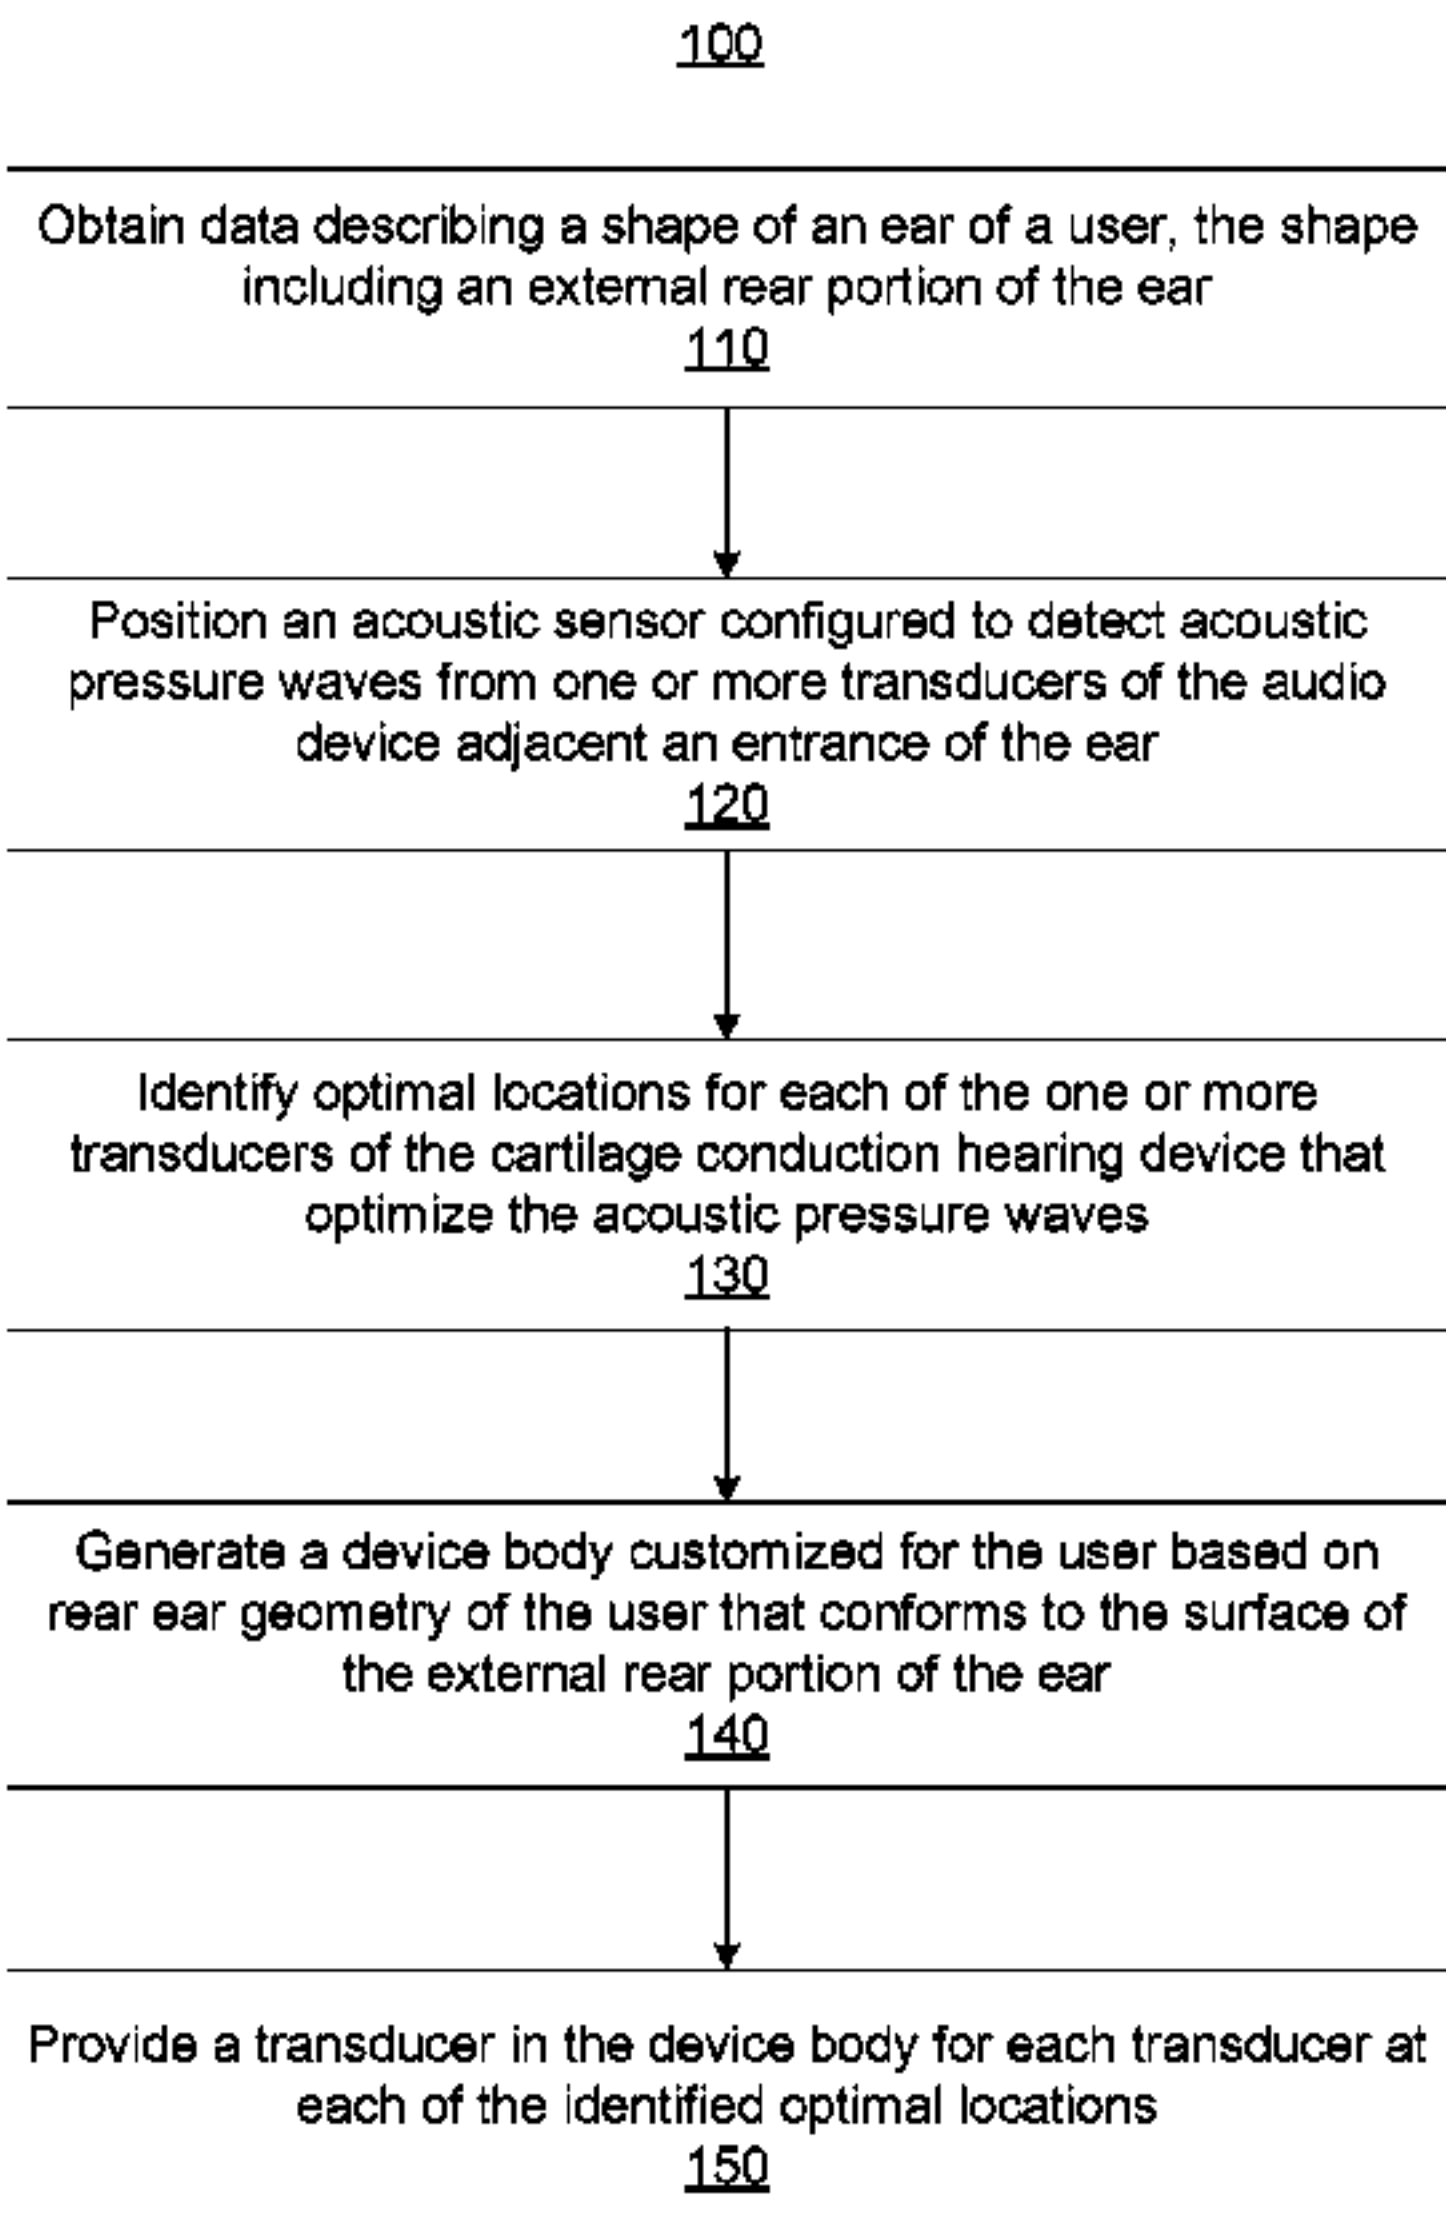 100
Obtain data describing a shape of an ear of a user, the shape
including an external rear portion of the ear
110
Position an acoustic sensor configured to detect acoustic
pressure waves from one or more transducers of the audio
device adjacent an entrance of the ear
120
Identify optimal locations for each of the one or more
transducers of the cartilage conduction hearing device that
optimize the acoustic pressure waves
130
Generate a device body customized for the user based on
rear ear geometry of the user that conforms to the surface of
the external rear portion of the ear
140
Provide a transducer in the device body for each transducer at
each of the identified optimal locations
150